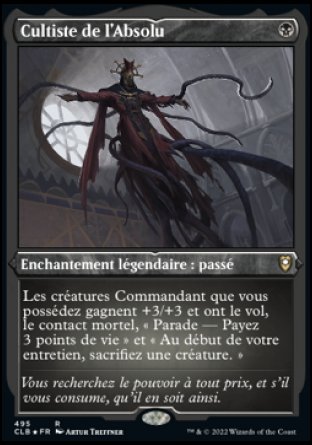 Cultiste de l'Absolu
Enchantement légendaire : passé
Les créatures Commandant que vous
possédez gagnent +3/+3 et ont le vol,
le contact mortel, « Parade — Payez
3 points de vie » et « Au début de votre
entretien, sacrifiez une créature. »
Vous recherchez le pouvoir à tout prix, et s'il
vous consume, qu'il en soit ainsi.
495 R
CLB ★ FR Artur Treffner
™ & © 2022 Wizards of the Coast